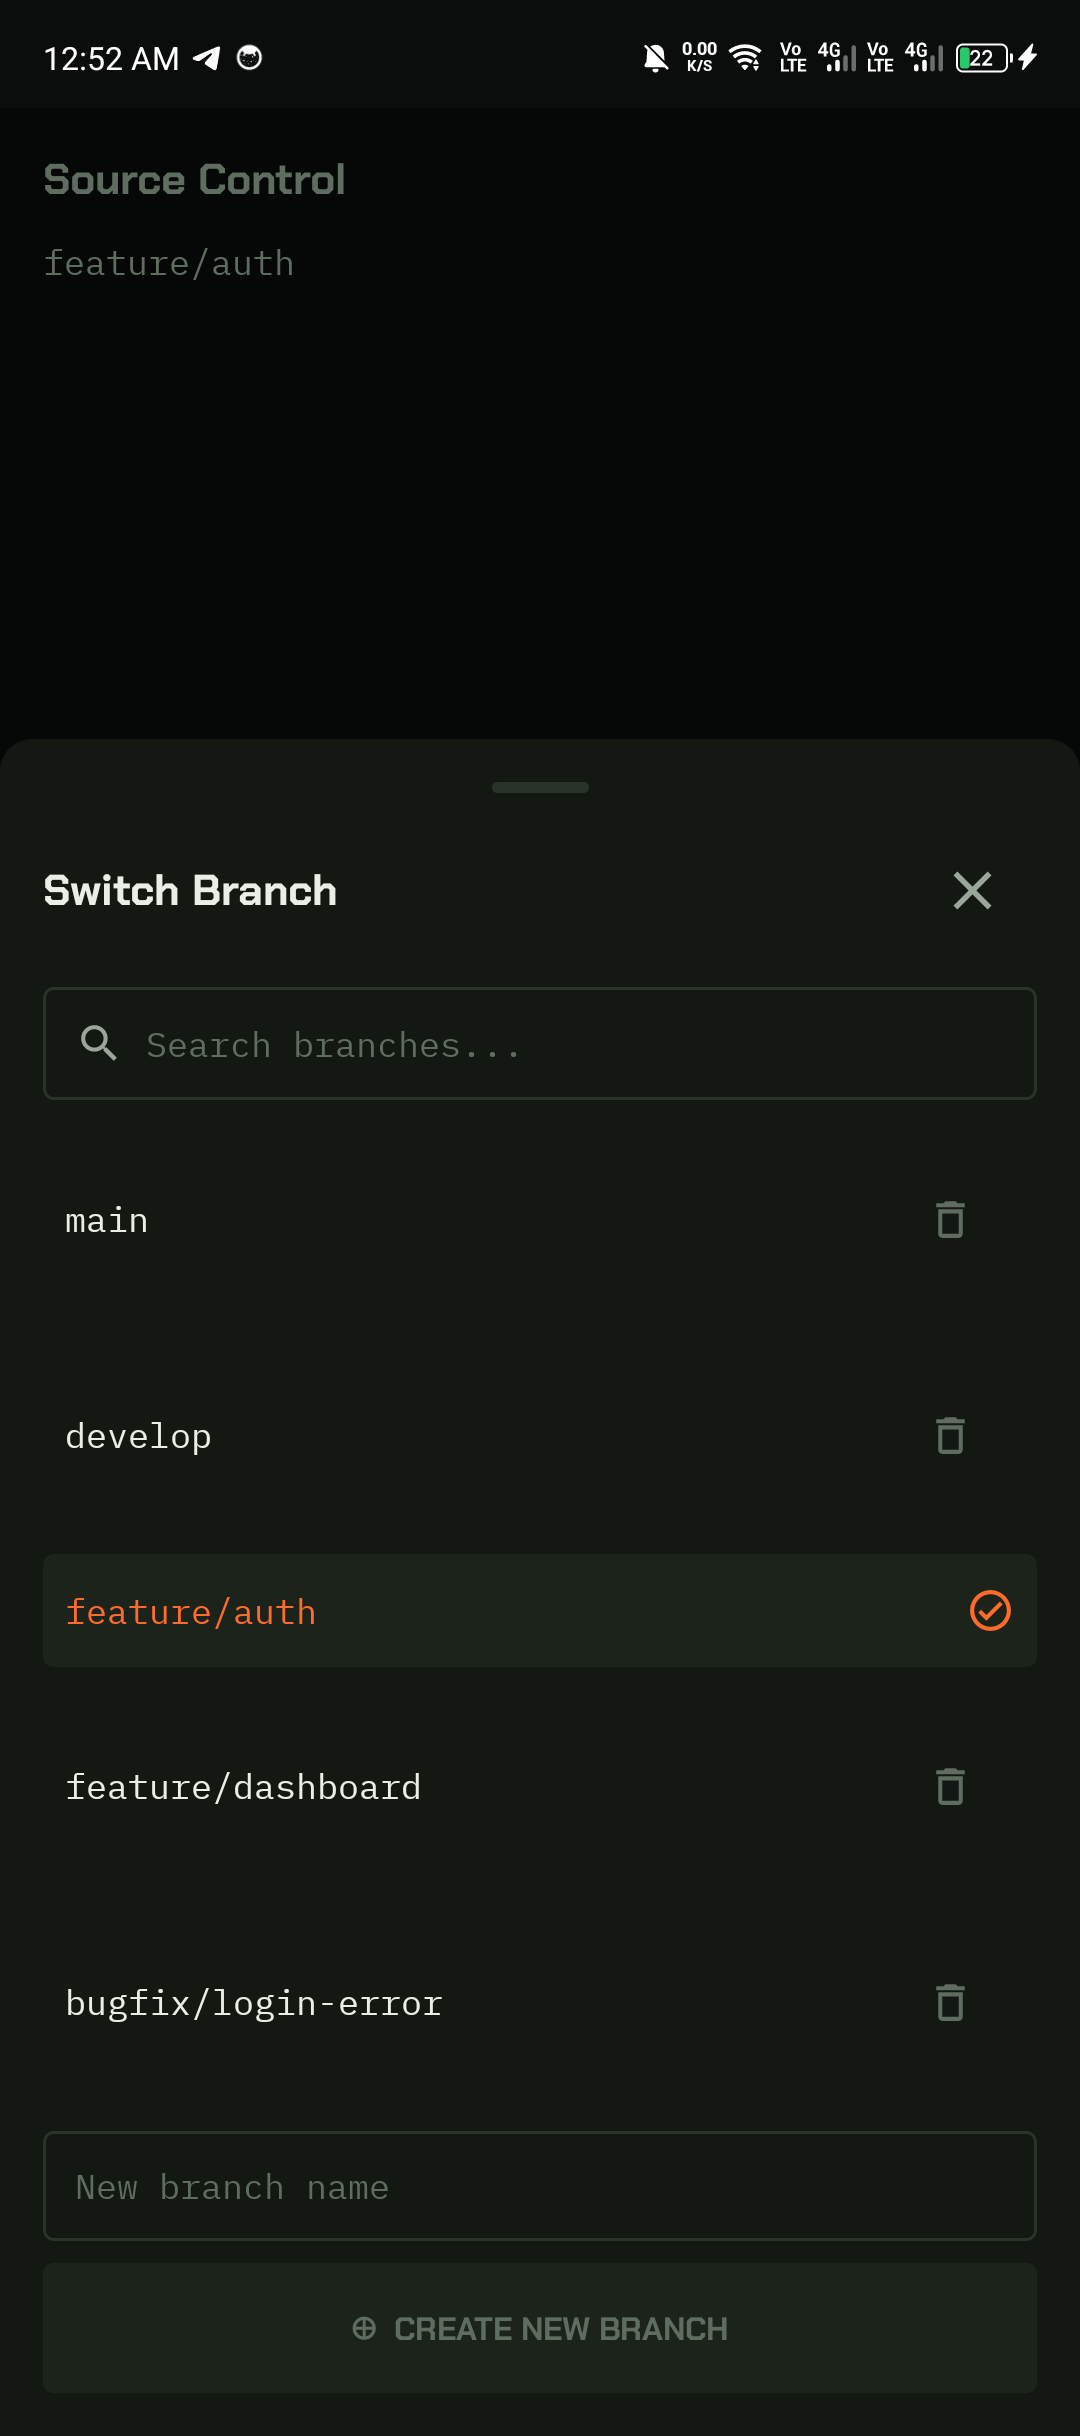 12:52 AM
0.00
K/S
Vo
LTE
4G
Vo
LTE
4G
22
Source Control
feature/auth
Switch Branch
Search branches...
main
develop
feature/auth
feature/dashboard
bugfix/login-error
New branch name
⊕ CREATE NEW BRANCH